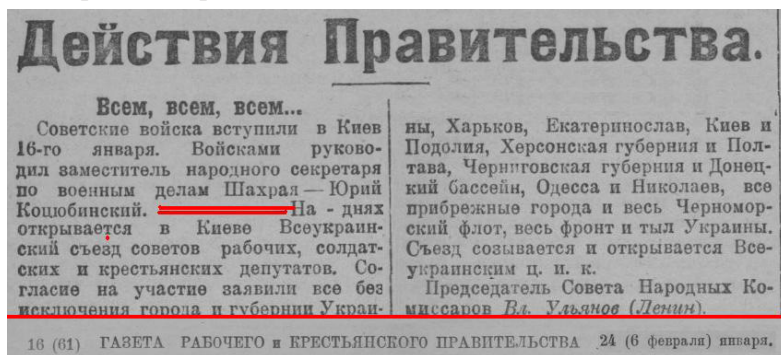 Действия Правительства.
Всем, всем, всем...
Советские войска вступили в Киев
16-го января. Войсками руково-
дил заместитель народного секретаря
по военным делам Шахрая — Юрий
Коцюбинский. На - днях
открывается в Киеве Всеукраин-
ский съезд советов рабочих, солдат-
ских и крестьянских депутатов. Со-
гласие на участие заявили все без
исключения города и губернии Украи-
ны, Харьков, Екатеринослав, Киев и
Подолия, Херсонская губерния и Пол-
тава, Черниговская губерния и Донец-
кий бассейн, Одесса и Николаев, все
прибрежные города и весь Черномор-
ский флот, весь фронт и тыл Украины.
Съезд созывается и открывается Все-
украинским ц. и. к.
Председатель Совета Народных Ко-
миссаров Вл. Ульянов (Ленин).
16 (61) ГАЗЕТА РАБОЧЕГО и КРЕСТЬЯНСКОГО ПРАВИТЕЛЬСТВА 24 (6 февраля) января.